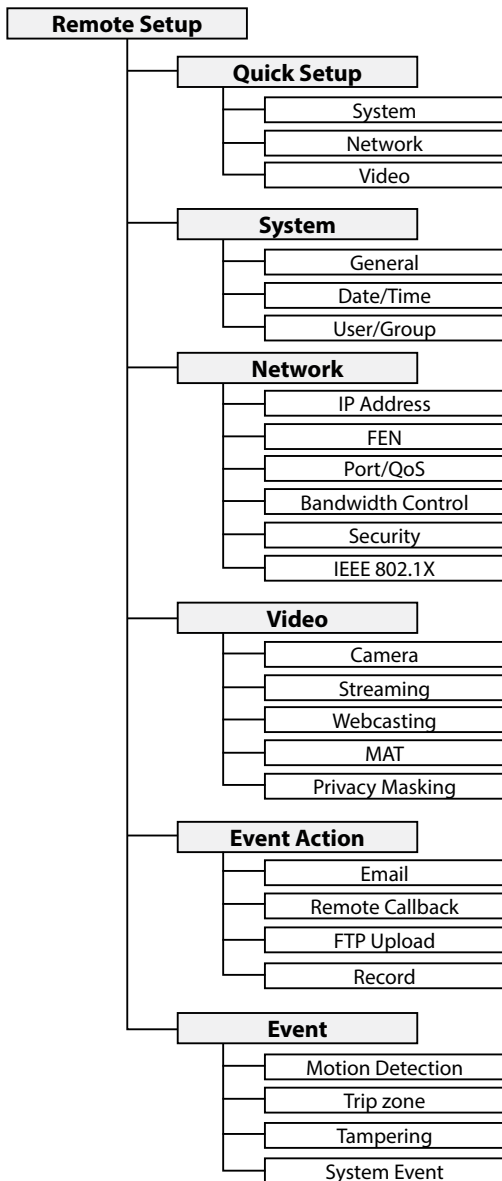 Remote Setup
Quick Setup
System
Network
Video
System
General
Date/Time
User/Group
Network
IP Address
FEN
Port/QoS
Bandwidth Control
Security
IEEE 802.1X
Video
Camera
Streaming
Webcasting
MAT
Privacy Masking
Event Action
Email
Remote Callback
FTP Upload
Record
Event
Motion Detection
Trip zone
Tampering
System Event